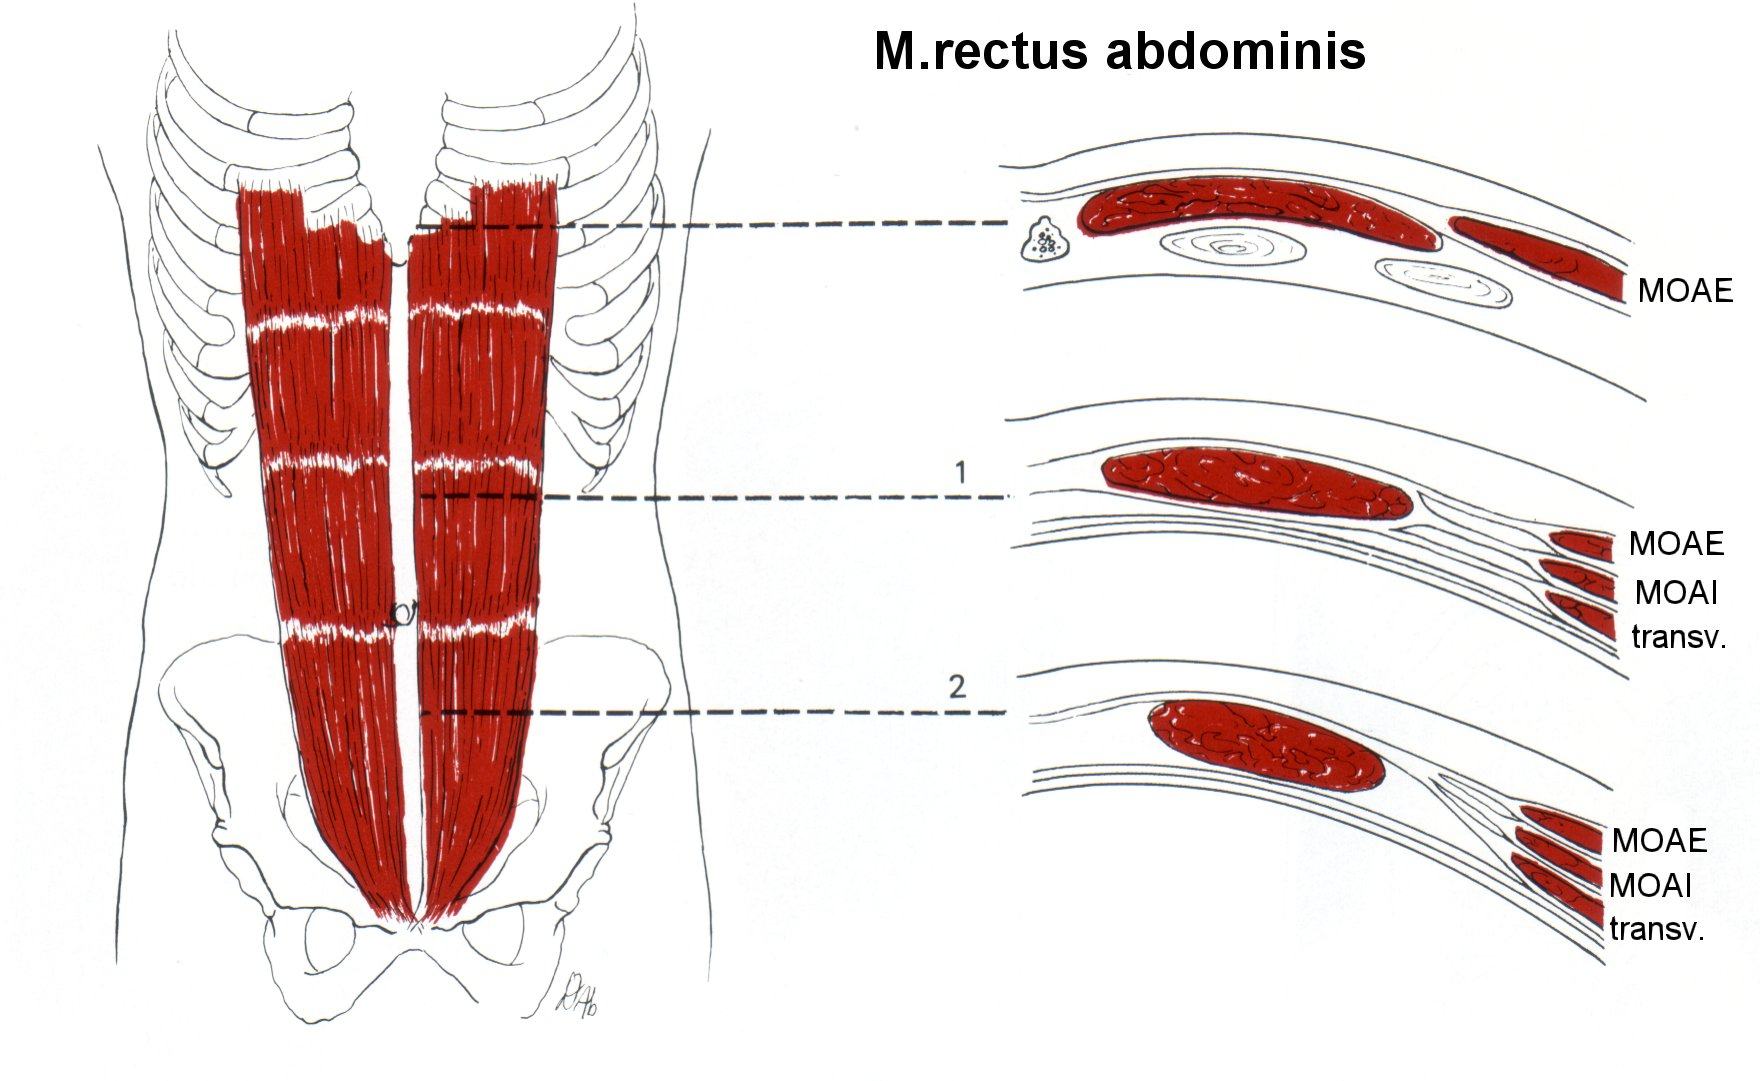 M.rectus abdominis
MOAE
1
MOAE
MOAI
transv.
2
MOAE
MOAI
transv.